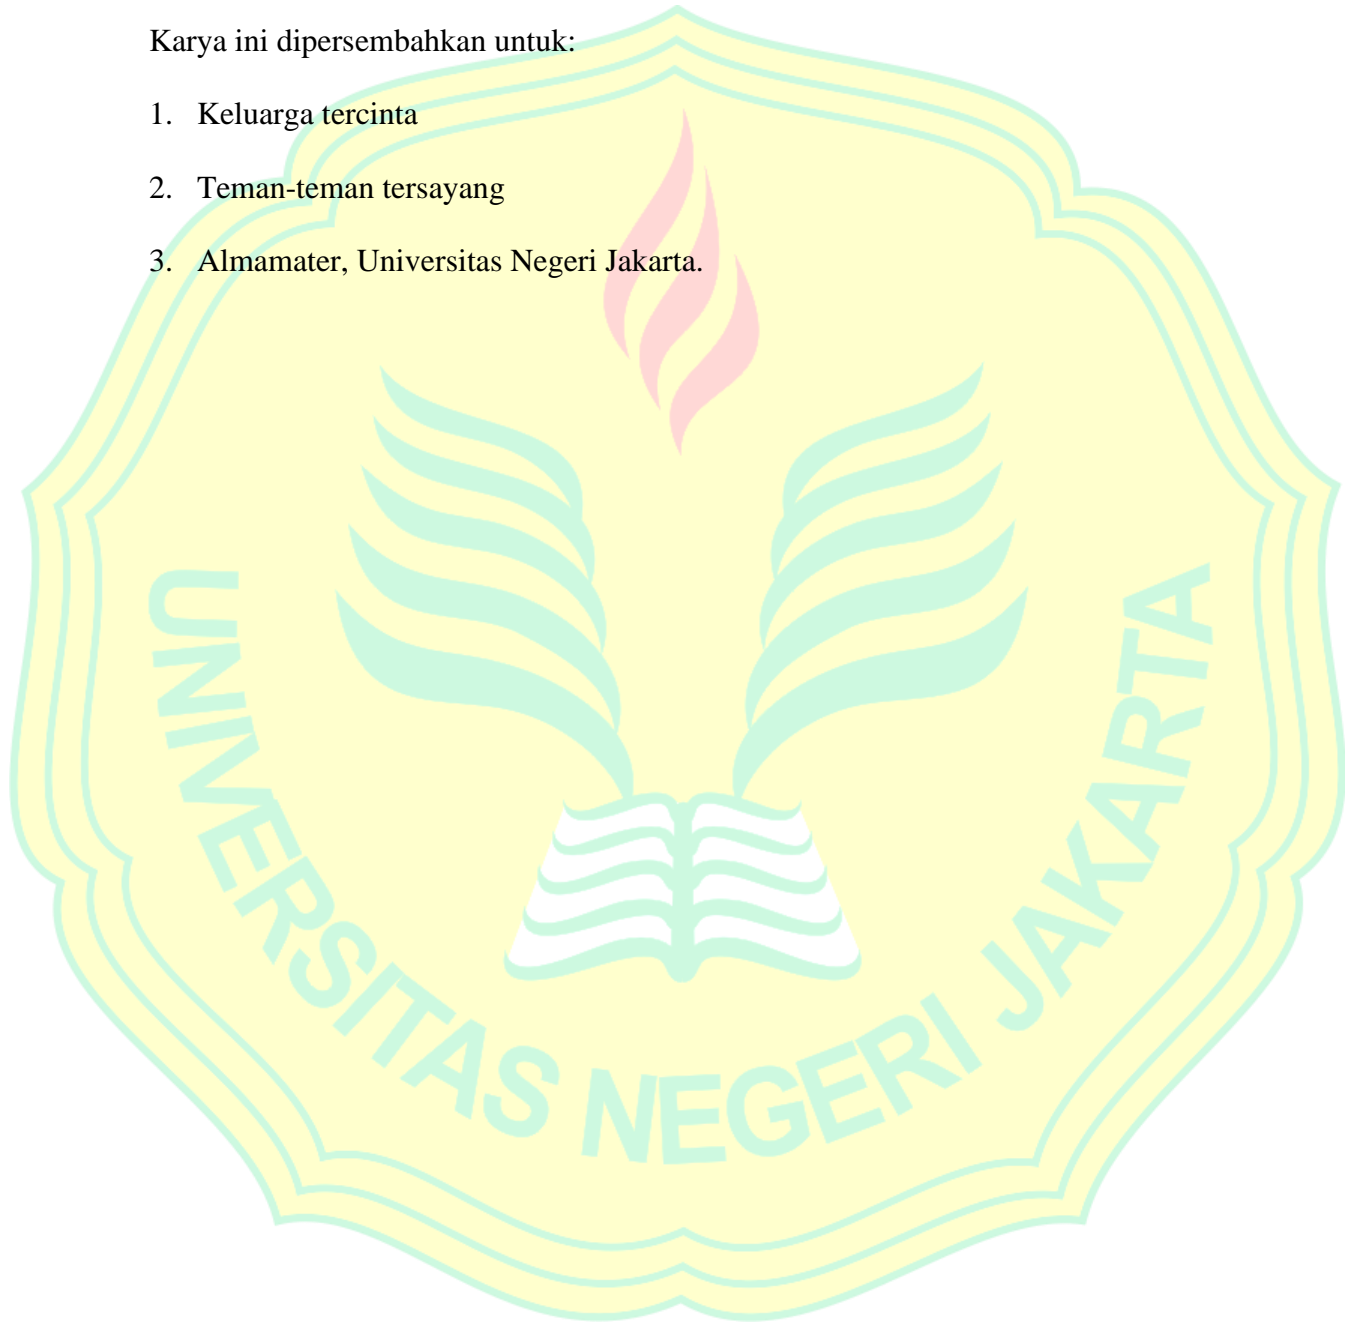 Karya ini dipersembahkan untuk:
1. Keluarga tercinta
2. Teman-teman tersayang
3. Almamater, Universitas Negeri Jakarta.
UNIVERSITAS NEGERI JAKARTA